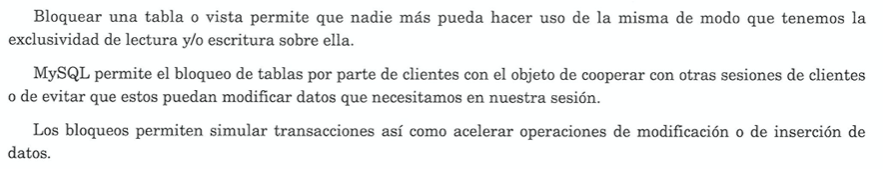 Bloquear una tabla o vista permite que nadie más pueda hacer uso de la misma de modo que tenemos la
exclusividad de lectura y/o escritura sobre ella.
MySQL permite el bloqueo de tablas por parte de clientes con el objeto de cooperar con otras sesiones de clientes
o de evitar que estos puedan modificar datos que necesitamos en nuestra sesión.
Los bloqueos permiten simular transacciones así como acelerar operaciones de modificación o de inserción de
datos.